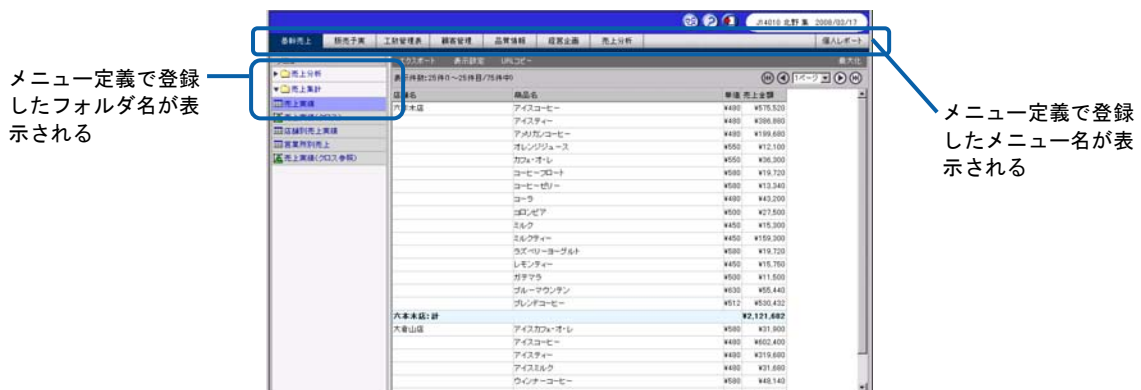 J14010 北野 集 2008/03/17
基幹売上 販売予実 工数管理表 顧客管理 品質情報 経営企画 売上分析 個人レポート
エクスポート 表示設定 URLコピー 最大化
メニュー定義で登録
したフォルダ名が表
示される
メニュー定義で登録
したメニュー名が表
示される
売上分析
売上集計
売上実績
店舗別売上実績
営業所別売上
売上実績(クロス参照)
表示件数:25件(1～25件目/75件中)
1ページ
店舗名 商品名 単価 売上金額
六本木店 アイスコーヒー ¥480 ¥576,520
アイスティー ¥480 ¥386,880
アメリカンコーヒー ¥480 ¥189,680
オレンジジュース ¥550 ¥12,100
カフェ・オ・レ ¥550 ¥36,300
コーヒーフロート ¥580 ¥19,720
コーヒーゼリー ¥580 ¥13,340
コーラ ¥480 ¥43,200
コロンビア ¥500 ¥27,500
ミルク ¥450 ¥15,300
ミルクティー ¥450 ¥159,300
ラズベリーヨーグルト ¥580 ¥19,720
レモンティー ¥450 ¥15,750
ガテマラ ¥500 ¥11,500
ブルーマウンテン ¥630 ¥55,440
ブレンドコーヒー ¥512 ¥530,432
六本木店:計 ¥2,121,682
大倉山店 アイスカフェ・オ・レ ¥580 ¥31,900
アイスコーヒー ¥480 ¥602,400
アイスティー ¥480 ¥319,680
アイスミルク ¥480 ¥31,680
ウィンナーコーヒー ¥580 ¥48,140